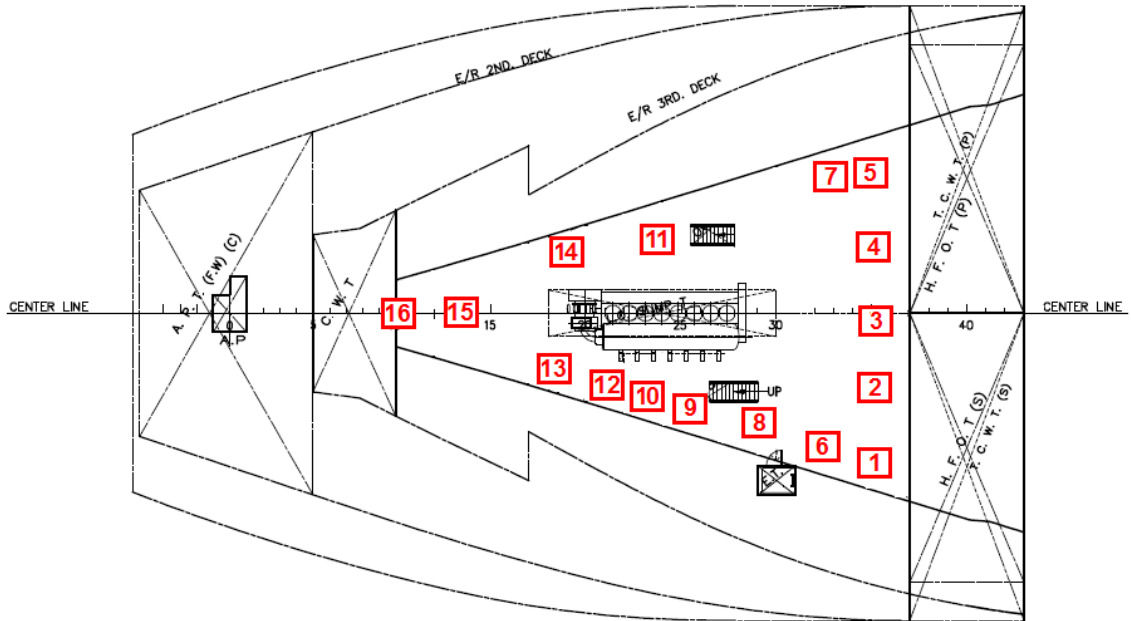 E/R 2ND. DECK
E/R 3RD. DECK
T. C. W. T. (P)
H. F. O. T (P)
A. P. T. (F.W) (C)
C. W. T
7
5
11
14
4
CENTER LINE
16
15
3
CENTER LINE
0
5
15
20
25
30
40
A.P
13
12
10
9
UP
2
8
6
1
H. F. O. T (S)
T. C. W. T. (S)